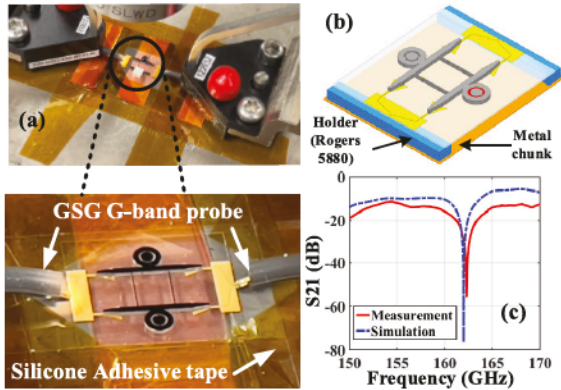 SLWD
(a)
GSG G-band probe
Silicone Adhesive tape
(b)
Holder
(Rogers
5880)
Metal
chunk
0
-20
-40
-60
-80
S21 (dB)
Measurement
Simulation
(c)
150
155
160
165
170
Frequency (GHz)